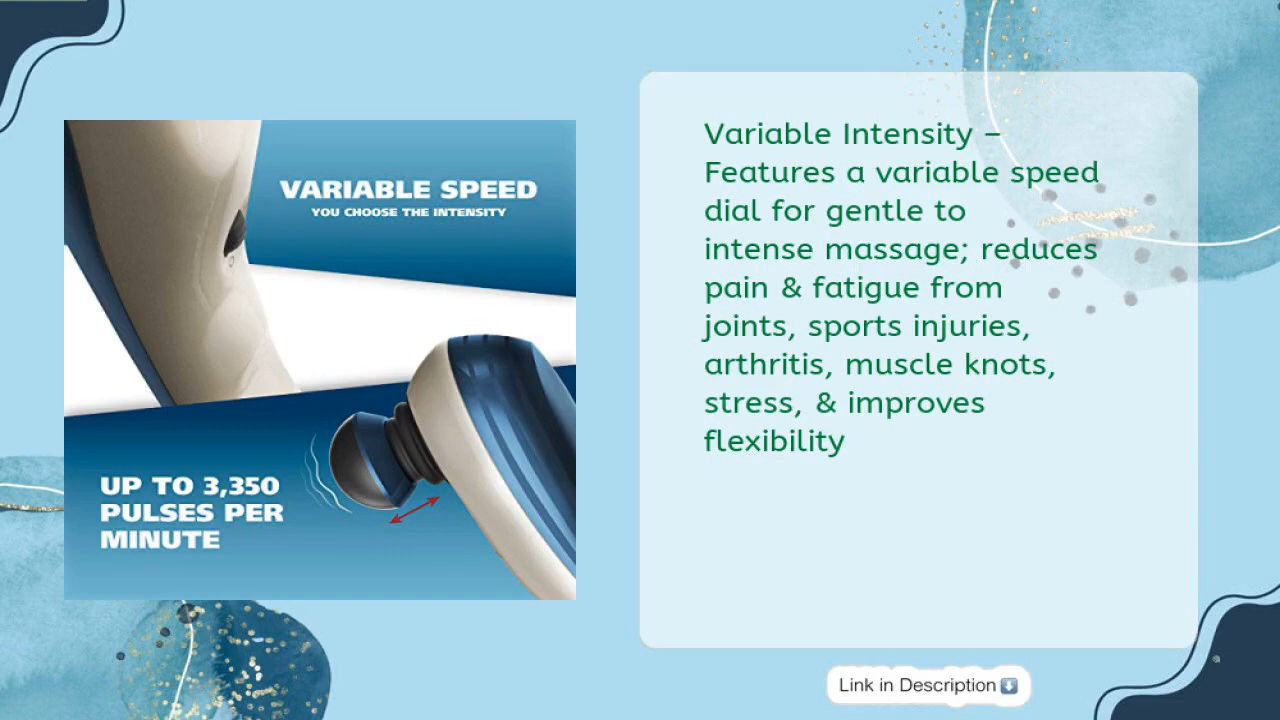 VARIABLE SPEED
YOU CHOOSE THE INTENSITY
UP TO 3,350
PULSES PER
MINUTE
Variable Intensity –
Features a variable speed
dial for gentle to
intense massage; reduces
pain & fatigue from
joints, sports injuries,
arthritis, muscle knots,
stress, & improves
flexibility
Link in Description⬇️